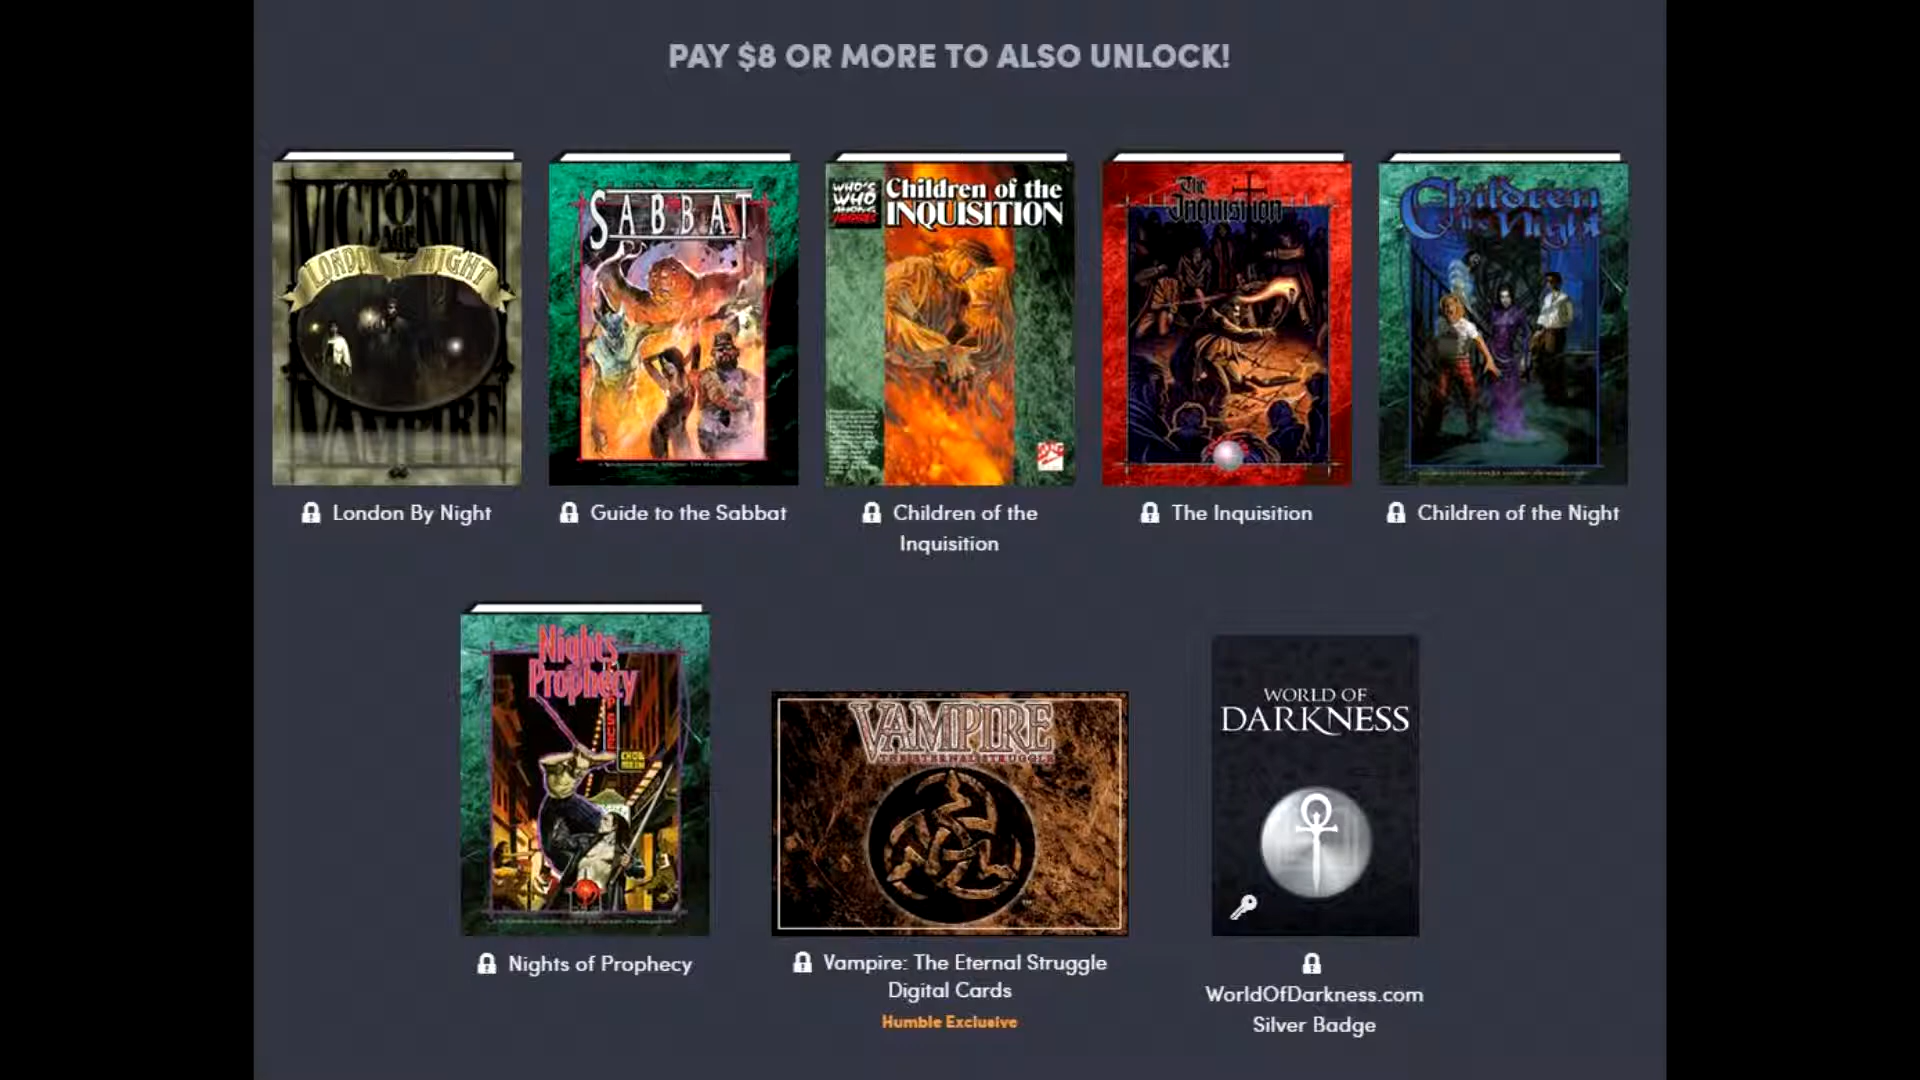 PAY $8 OR MORE TO ALSO UNLOCK!
VICTORIAN
AGE
LONDON BY NIGHT
VAMPIRE
SABBAT
WHO'S
WHO
AMONG
VAMPIRES
Children of the
INQUISITION
The
Inquisition
Children
of the Night
London By Night
Guide to the Sabbat
Children of the
Inquisition
The Inquisition
Children of the Night
Nights
of
Prophecy
VAMPIRE
THE ETERNAL STRUGGLE
WORLD OF
DARKNESS
Nights of Prophecy
Vampire: The Eternal Struggle
Digital Cards
Humble Exclusive
WorldOfDarkness.com
Silver Badge